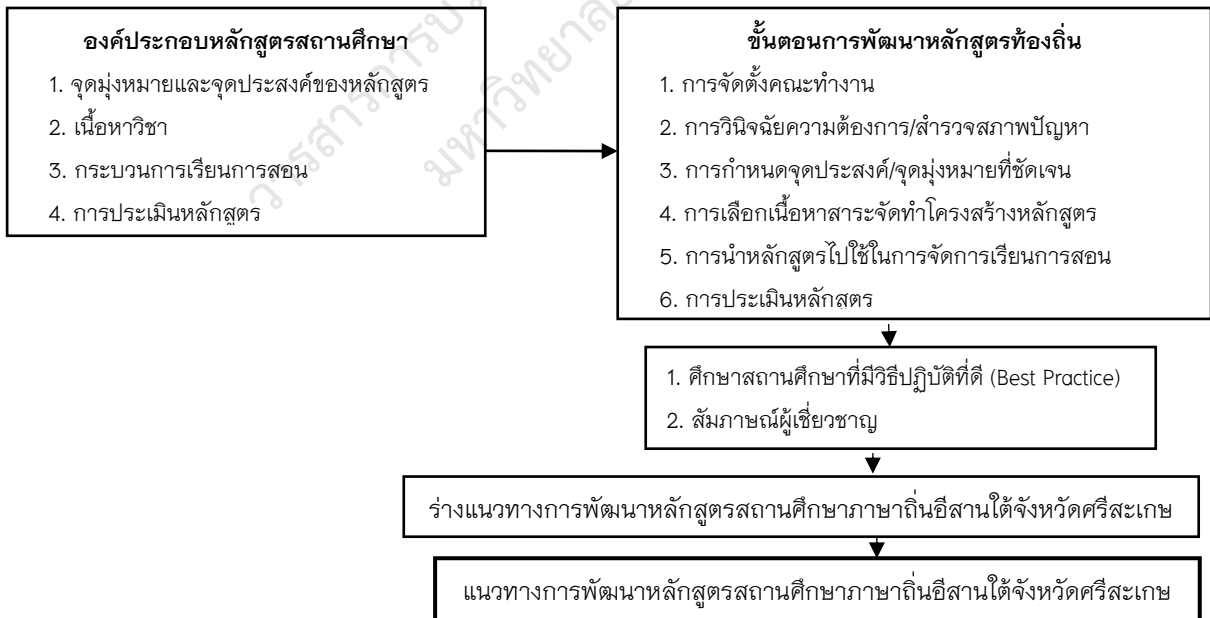 องค์ประกอบหลักสูตรสถานศึกษา
1. จุดมุ่งหมายและจุดประสงค์ของหลักสูตร
2. เนื้อหาวิชา
3. กระบวนการเรียนการสอน
4. การประเมินหลักสูตร
ขั้นตอนการพัฒนาหลักสูตรท้องถิ่น
1. การจัดตั้งคณะทำงาน
2. การวินิจฉัยความต้องการ/สำรวจสภาพปัญหา
3. การกำหนดจุดประสงค์/จุดมุ่งหมายที่ชัดเจน
4. การเลือกเนื้อหาสาระจัดทำโครงสร้างหลักสูตร
5. การนำหลักสูตรไปใช้ในการจัดการเรียนการสอน
6. การประเมินหลักสูตร
1. ศึกษาสถานศึกษาที่มีวิธีปฏิบัติที่ดี (Best Practice)
2. สัมภาษณ์ผู้เชี่ยวชาญ
ร่างแนวทางการพัฒนาหลักสูตรสถานศึกษาภาษาถิ่นอีสานใต้จังหวัดศรีสะเกษ
แนวทางการพัฒนาหลักสูตรสถานศึกษาภาษาถิ่นอีสานใต้จังหวัดศรีสะเกษ